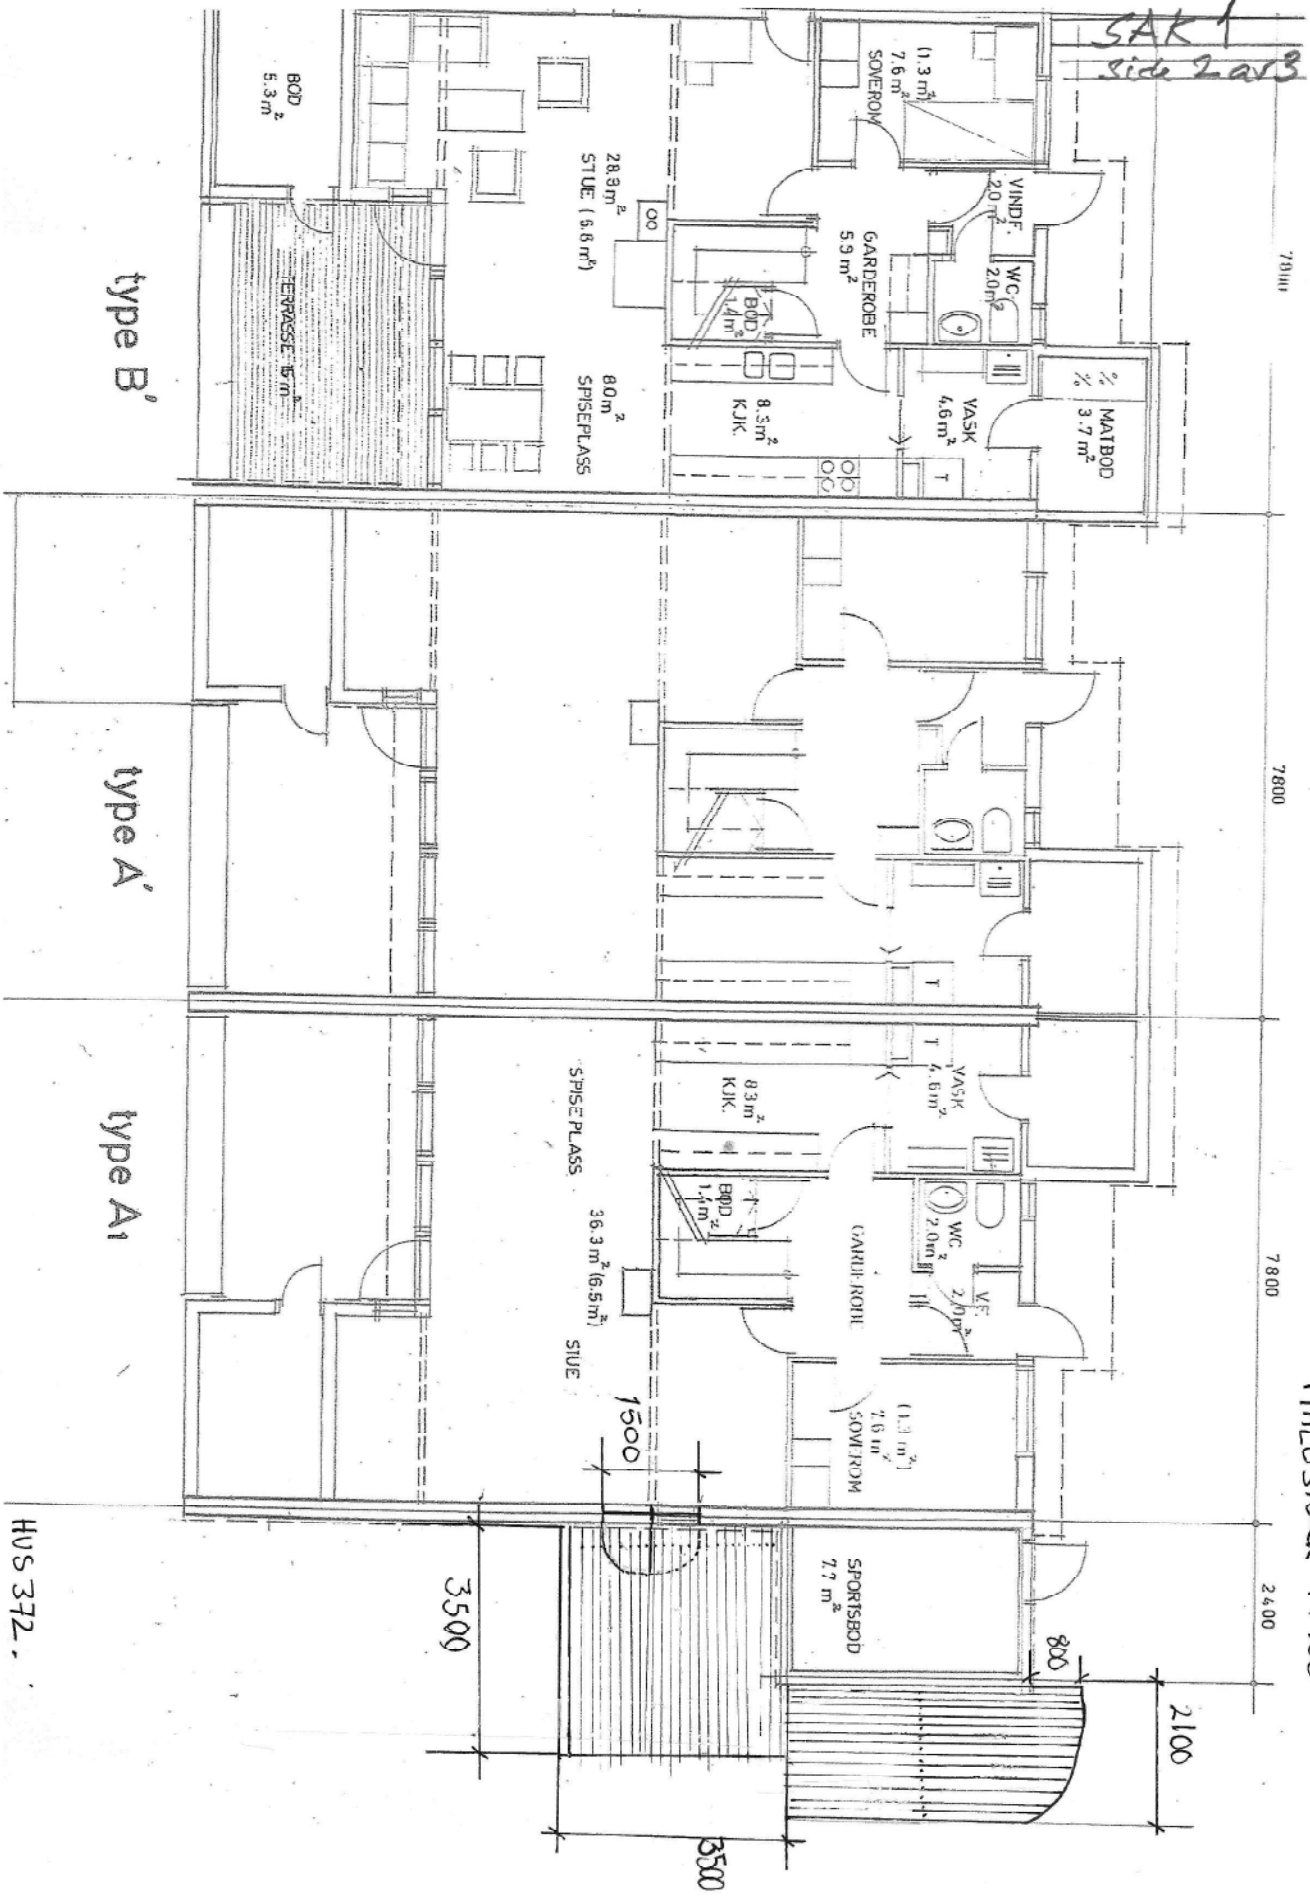 SAK 1
side 2 av 3
7800
7800
7800
2400
(1.3 m²)
7.6 m²
SOVEROM
VINDF.
2.0 m²
WC.
2.0 m²
MATBOD
3.7 m²
VASK
4.6 m²
T
GARDEROBE
5.9 m²
BOD
1.4 m²
8.3 m²
KJK.
28.9 m²
STUE (6.8 m²)
8.0 m²
SPISEPLASS
BOD
5.3 m²
TERRASSE 15 m²
type B'
T
type A'
T
VASK
4.6 m²
8.3 m²
KJK.
BOD
1.4 m²
WC
2.0 m²
V.F.
2.0 m²
GARDEROBE
(1.3 m²)
7.6 m²
SOVEROM
SPISEPLASS
36.3 m² (6.5 m²)
STUE
type A1
1500
SPORTSBOD
7.7 m²
800
2100
3500
3500
HUS 372.